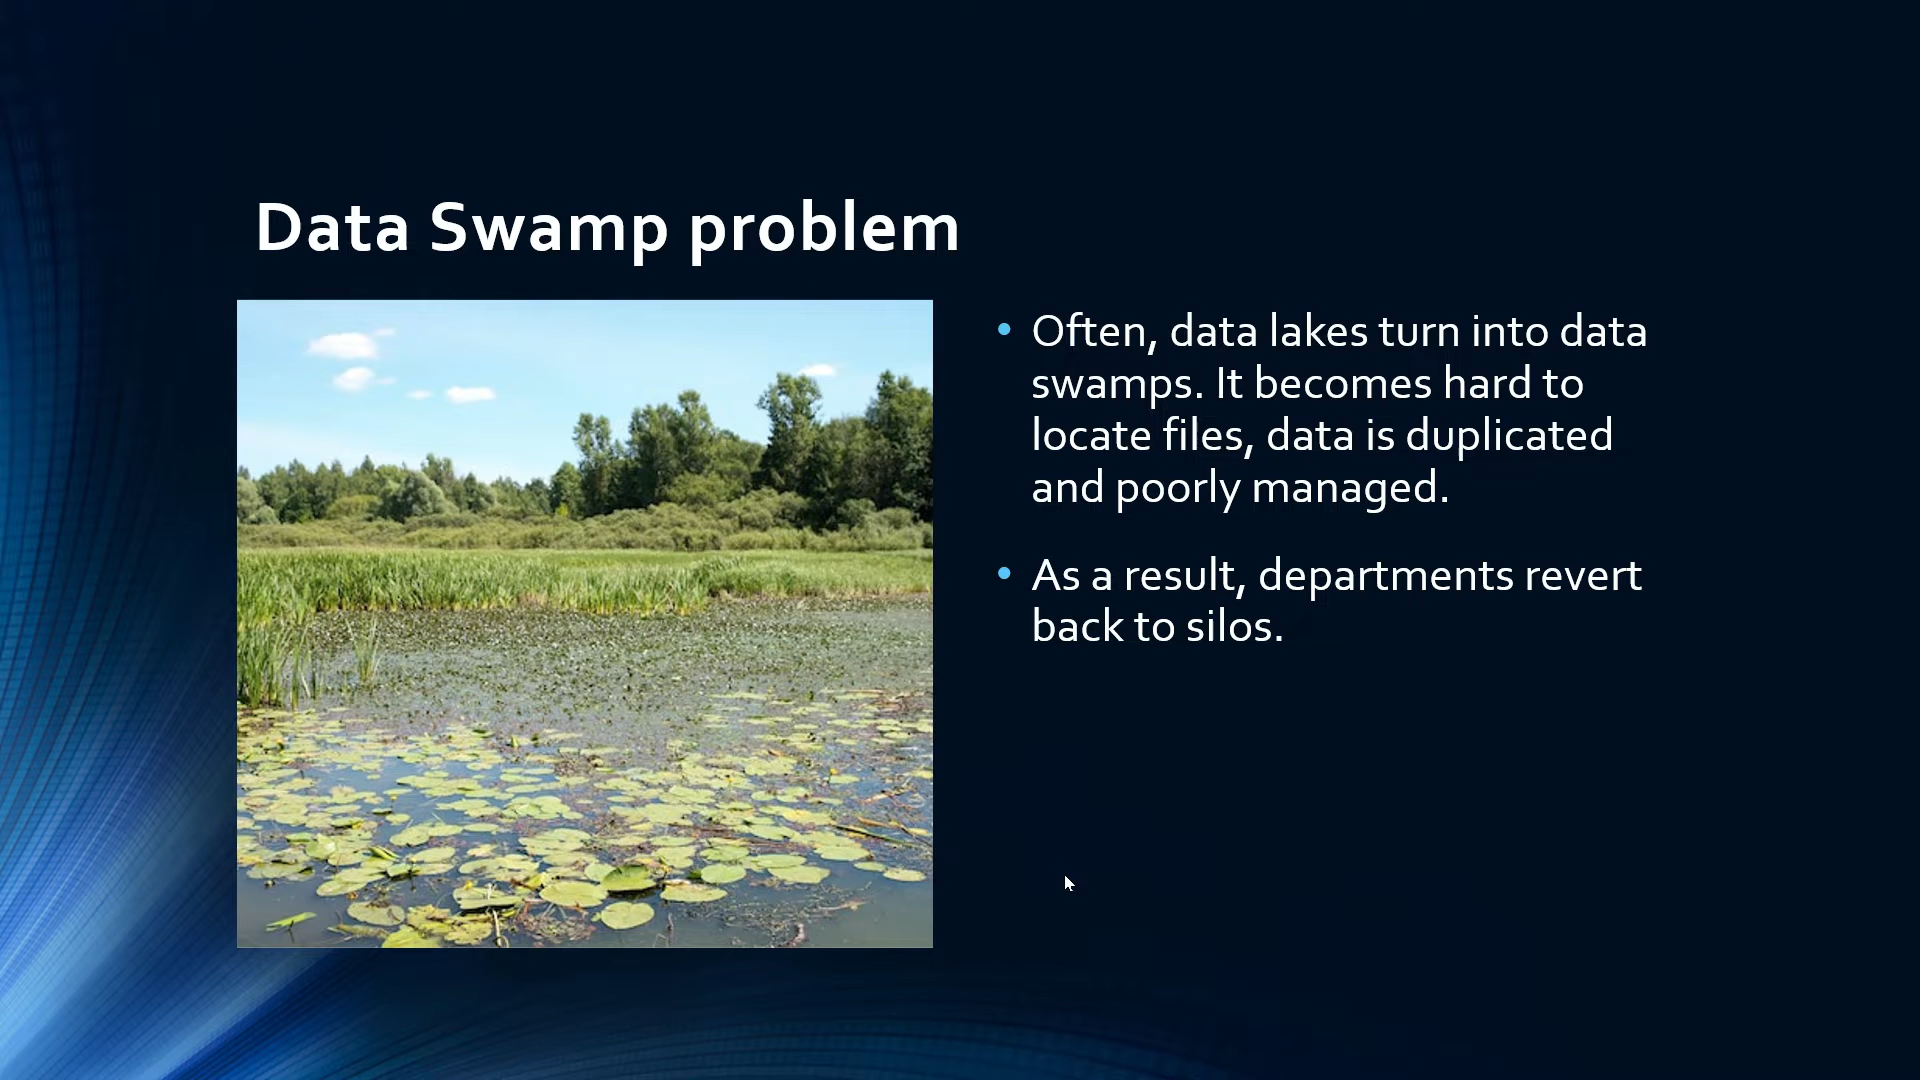 Data Swamp problem
Often, data lakes turn into data
swamps. It becomes hard to
locate files, data is duplicated
and poorly managed.
As a result, departments revert
back to silos.